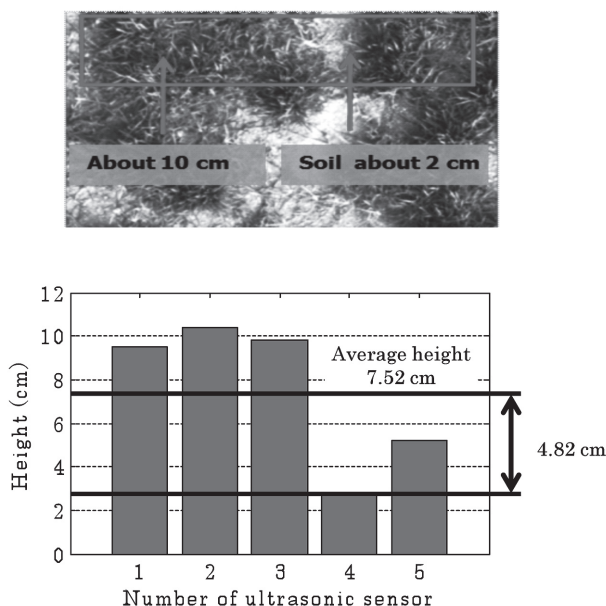 About 10 cm
Soil about 2 cm
12
10
8
6
4
2
0
Height (cm)
Average height
7.52 cm
4.82 cm
1 2 3 4 5
Number of ultrasonic sensor